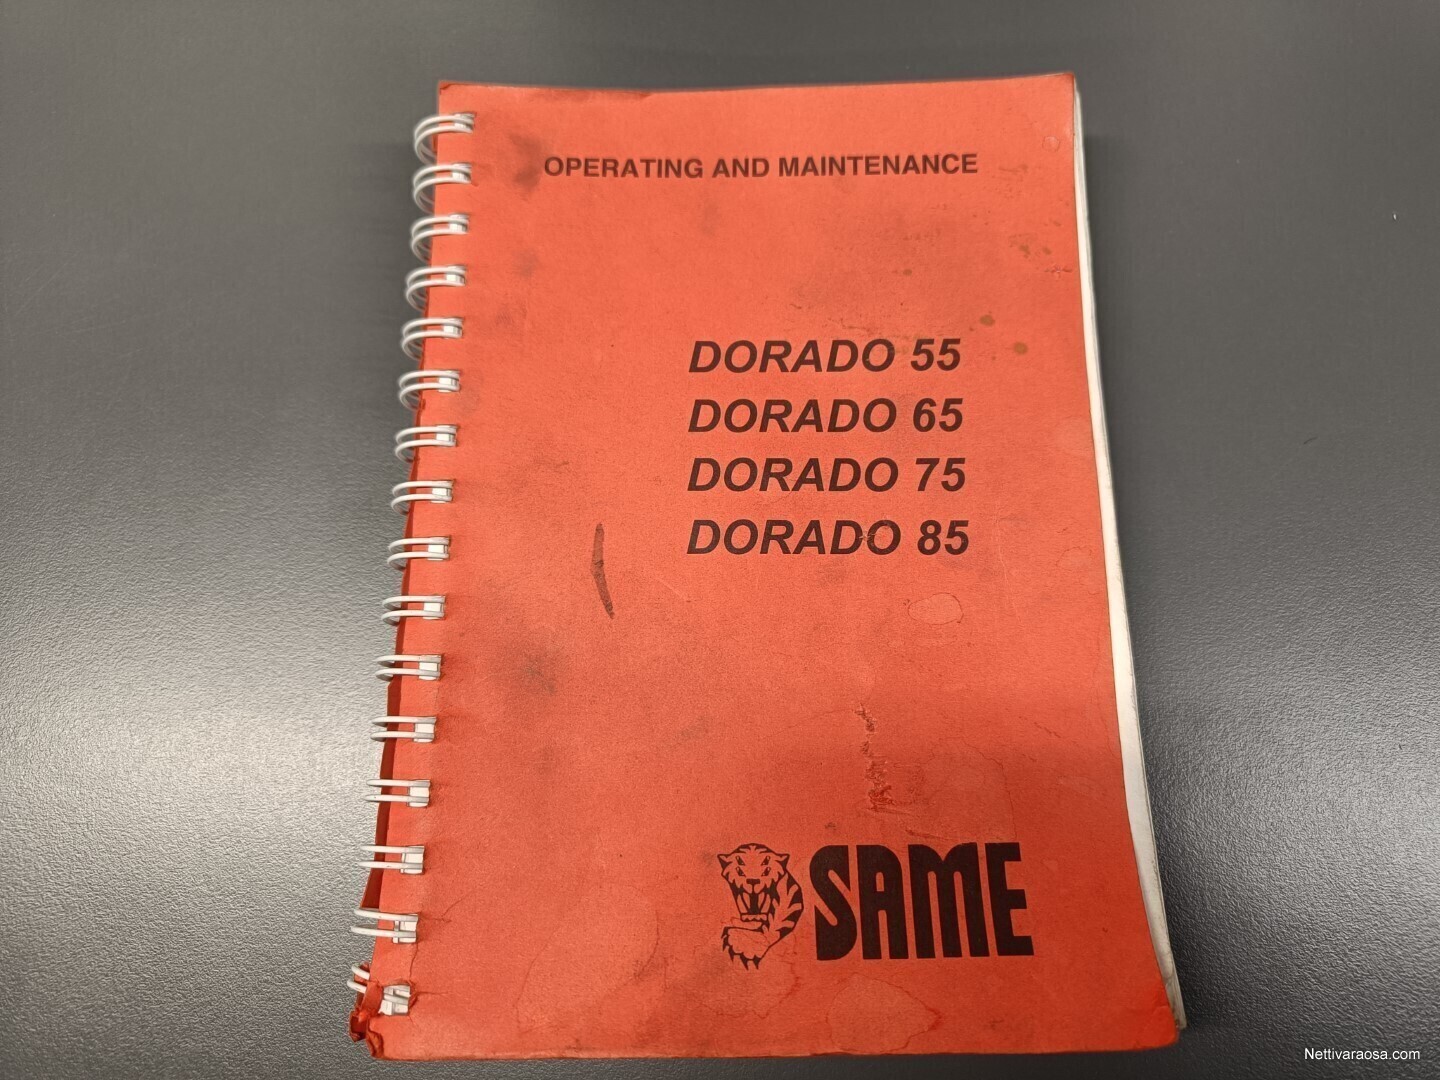 OPERATING AND MAINTENANCE
DORADO 55
DORADO 65
DORADO 75
DORADO 85
SAME
Nettivaraosa.com